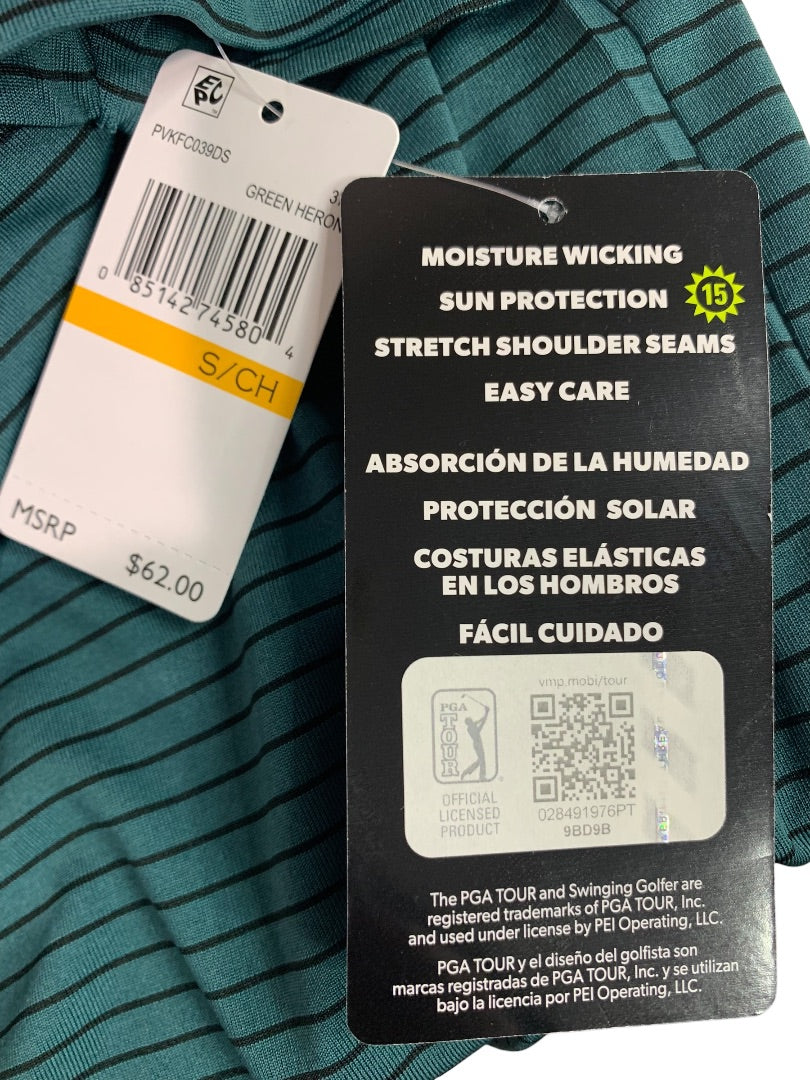 EPC
PVKFC039DS
GREEN HERON
0 85142 74580 4
S/CH
MSRP
$62.00
MOISTURE WICKING
SUN PROTECTION 15
STRETCH SHOULDER SEAMS
EASY CARE
ABSORCIÓN DE LA HUMEDAD
PROTECCIÓN SOLAR
COSTURAS ELÁSTICAS
EN LOS HOMBROS
FÁCIL CUIDADO
vmp.mobi/tour
PGA
TOUR
OFFICIAL
LICENSED
PRODUCT
028491976PT
9BD9B
The PGA TOUR and Swinging Golfer are
registered trademarks of PGA TOUR, Inc.
and used under license by PEI Operating, LLC.
PGA TOUR y el diseño del golfista son
marcas registradas de PGA TOUR, Inc. y se utilizan
bajo la licencia por PEI Operating, LLC.